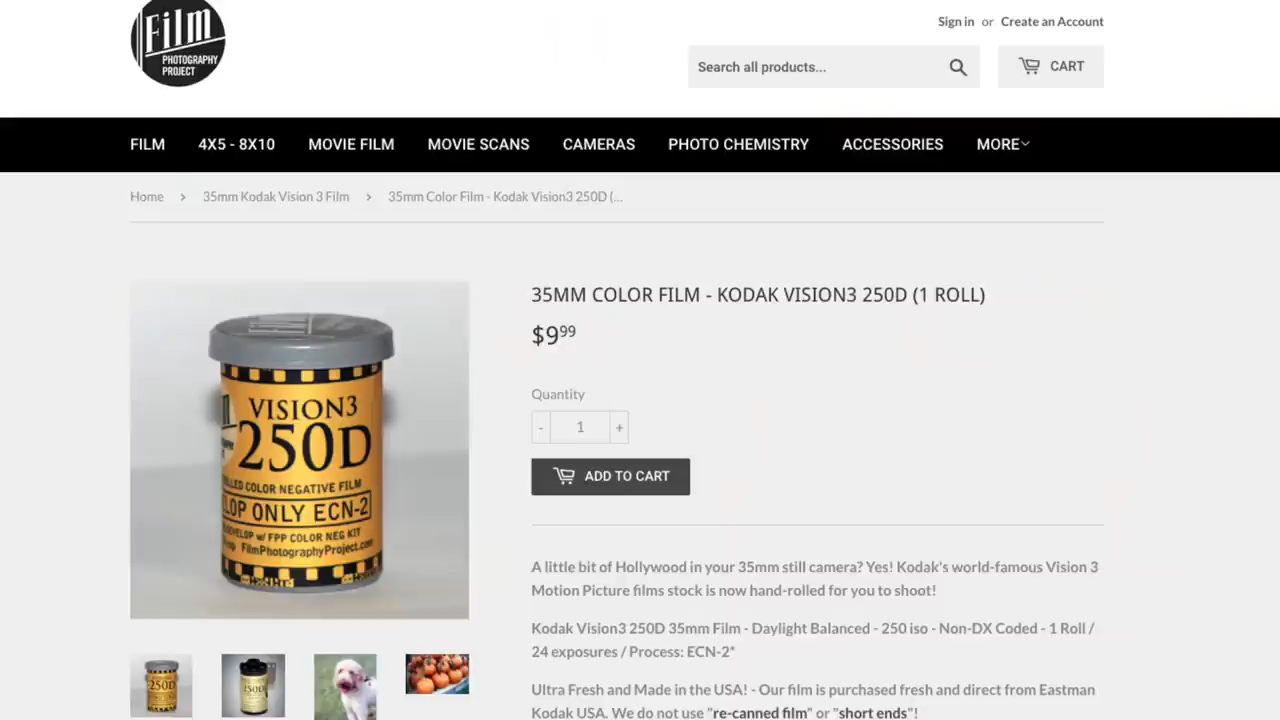 Film
PHOTOGRAPHY
PROJECT
Sign in or Create an Account
Search all products...
CART
FILM 4X5 - 8X10 MOVIE FILM MOVIE SCANS CAMERAS PHOTO CHEMISTRY ACCESSORIES MORE
Home › 35mm Kodak Vision 3 Film › 35mm Color Film - Kodak Vision3 250D (...
VISION3
250D
COLOR NEGATIVE FILM
ONLY ECN-2
w/ FPP COLOR NEG KIT
FilmPhotographyProject.com
35MM COLOR FILM - KODAK VISION3 250D (1 ROLL)
$9⁹⁹
Quantity
- 1 +
ADD TO CART
A little bit of Hollywood in your 35mm still camera? Yes! Kodak's world-famous Vision 3
Motion Picture films stock is now hand-rolled for you to shoot!
Kodak Vision3 250D 35mm Film - Daylight Balanced - 250 iso - Non-DX Coded - 1 Roll /
24 exposures / Process: ECN-2*
Ultra Fresh and Made in the USA! - Our film is purchased fresh and direct from Eastman
Kodak USA. We do not use "re-canned film" or "short ends"!
250D
250D